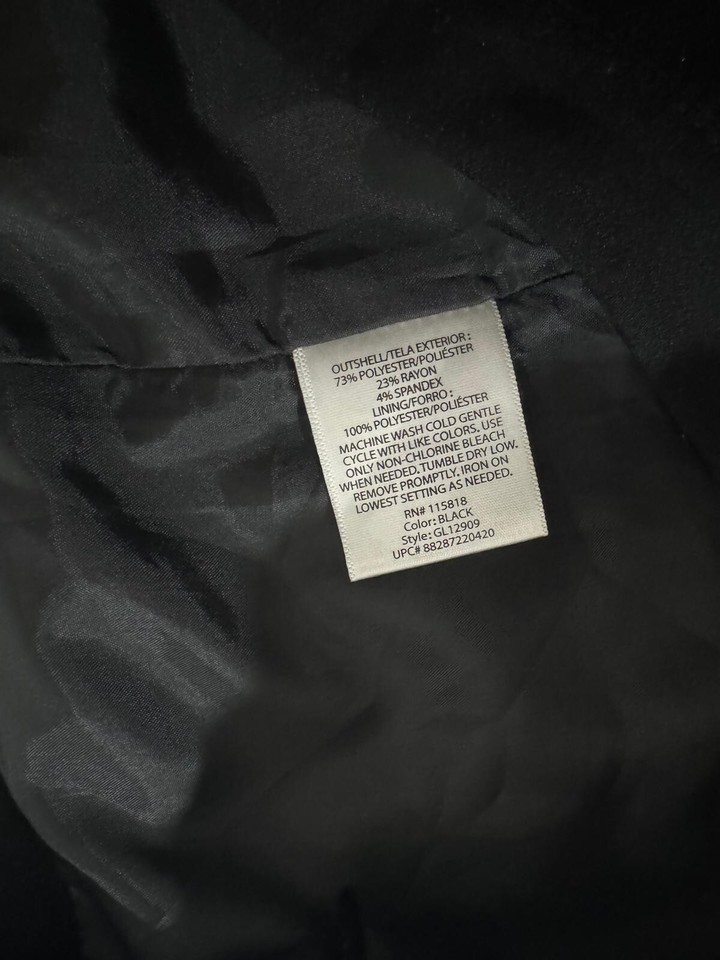 OUTSHELL/TELA EXTERIOR:
73% POLYESTER/POLIÉSTER
23% RAYON
4% SPANDEX
LINING/FORRO:
100% POLYESTER/POLIÉSTER
MACHINE WASH COLD GENTLE
CYCLE WITH LIKE COLORS. USE
ONLY NON-CHLORINE BLEACH
WHEN NEEDED. TUMBLE DRY LOW.
REMOVE PROMPTLY. IRON ON
LOWEST SETTING AS NEEDED.
RN# 115818
Color: BLACK
Style: GL12909
UPC# 88287220420